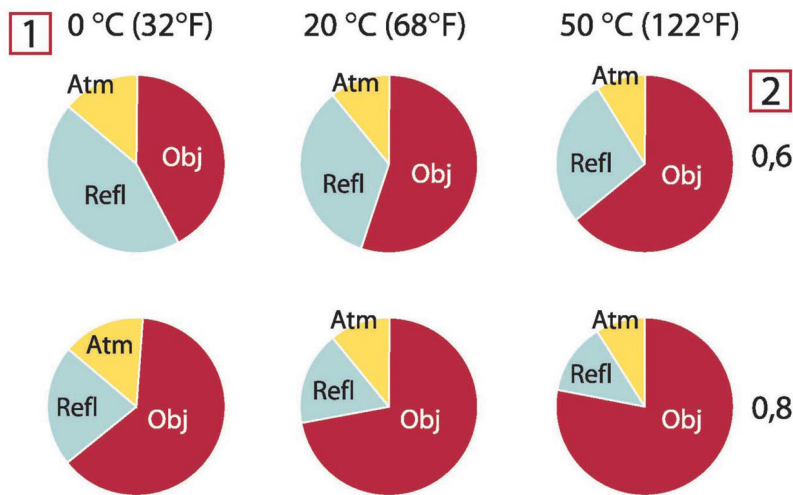 1 0 °C (32°F) 20 °C (68°F) 50 °C (122°F)
Atm Atm Atm 2
Obj Refl Obj Refl Refl Obj 0,6
Atm Atm Atm
Refl Obj Refl Obj Refl Obj 0,8